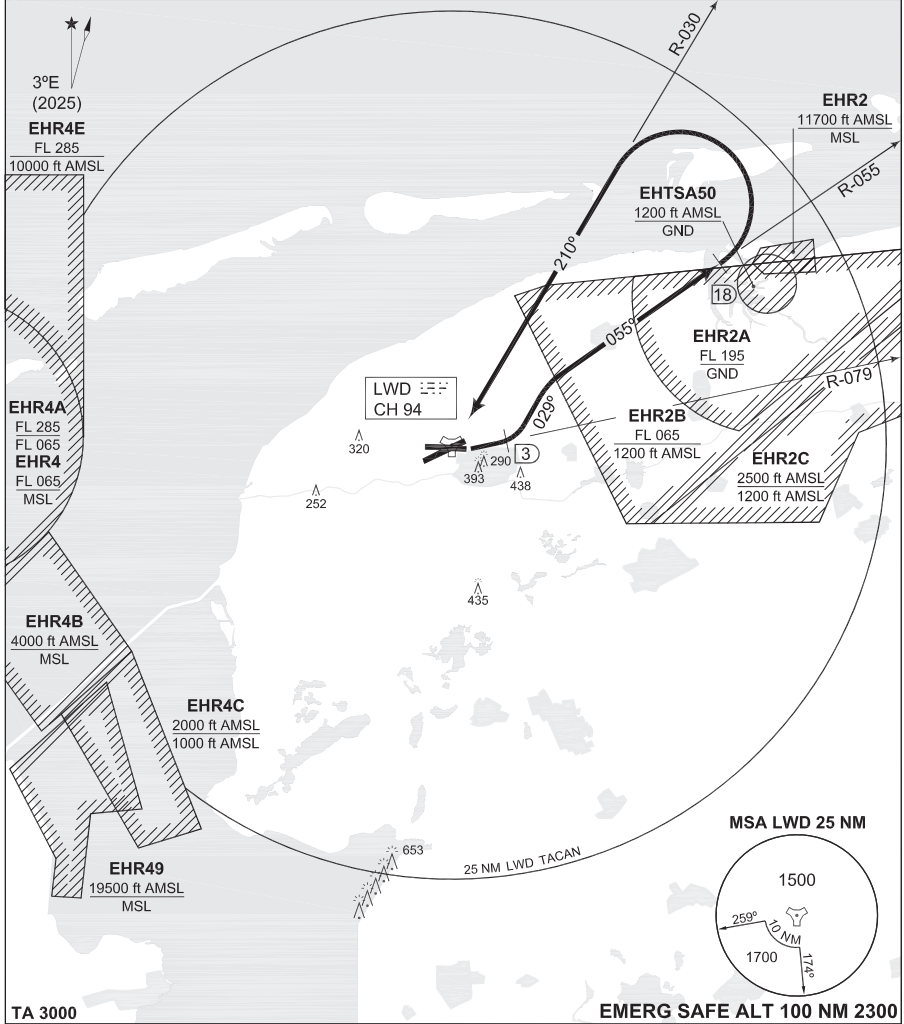 3ºE
(2025)
R-030
EHR4E
FL 285
10000 ft AMSL
EHR2
11700 ft AMSL
MSL
R-055
EHTSA50
1200 ft AMSL
GND
210º
18
055º
EHR2A
FL 195
GND
R-079
LWD
CH 94
029º
EHR4A
FL 285
FL 065
EHR4
FL 065
MSL
EHR2B
FL 065
1200 ft AMSL
320
290
3
393
438
252
EHR2C
2500 ft AMSL
1200 ft AMSL
435
EHR4B
4000 ft AMSL
MSL
EHR4C
2000 ft AMSL
1000 ft AMSL
653
25 NM LWD TACAN
EHR49
19500 ft AMSL
MSL
MSA LWD 25 NM
1500
259º
10 NM
1700
174º
TA 3000
EMERG SAFE ALT 100 NM 2300